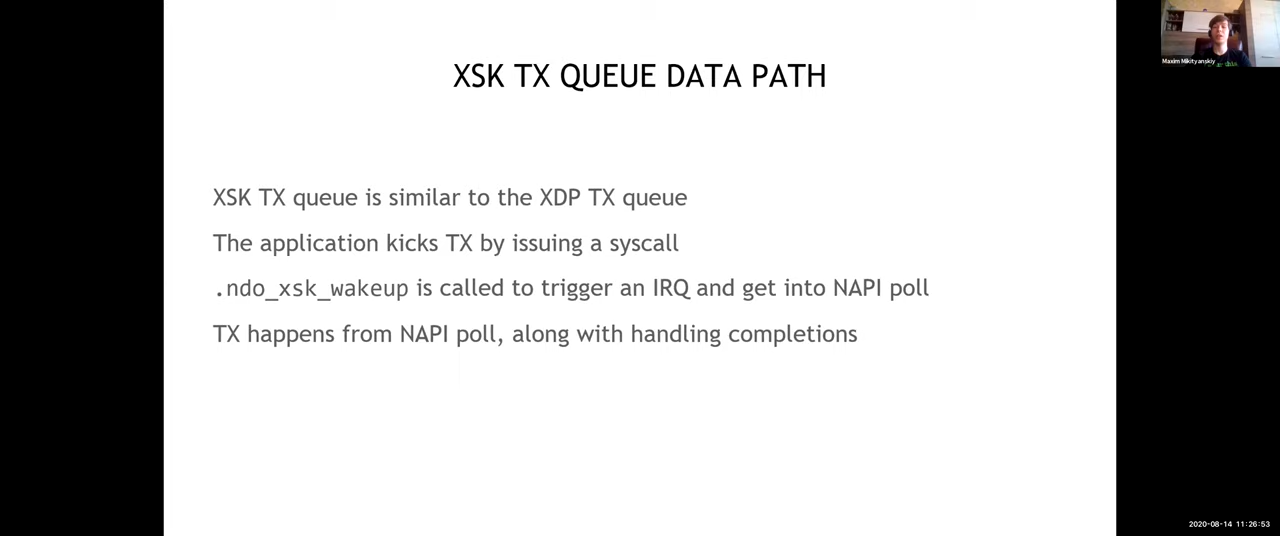 XSK TX QUEUE DATA PATH
Maxim Mikityanskiy
XSK TX queue is similar to the XDP TX queue
The application kicks TX by issuing a syscall
.ndo_xsk_wakeup is called to trigger an IRQ and get into NAPI poll
TX happens from NAPI poll, along with handling completions
2020-08-14 11:26:53